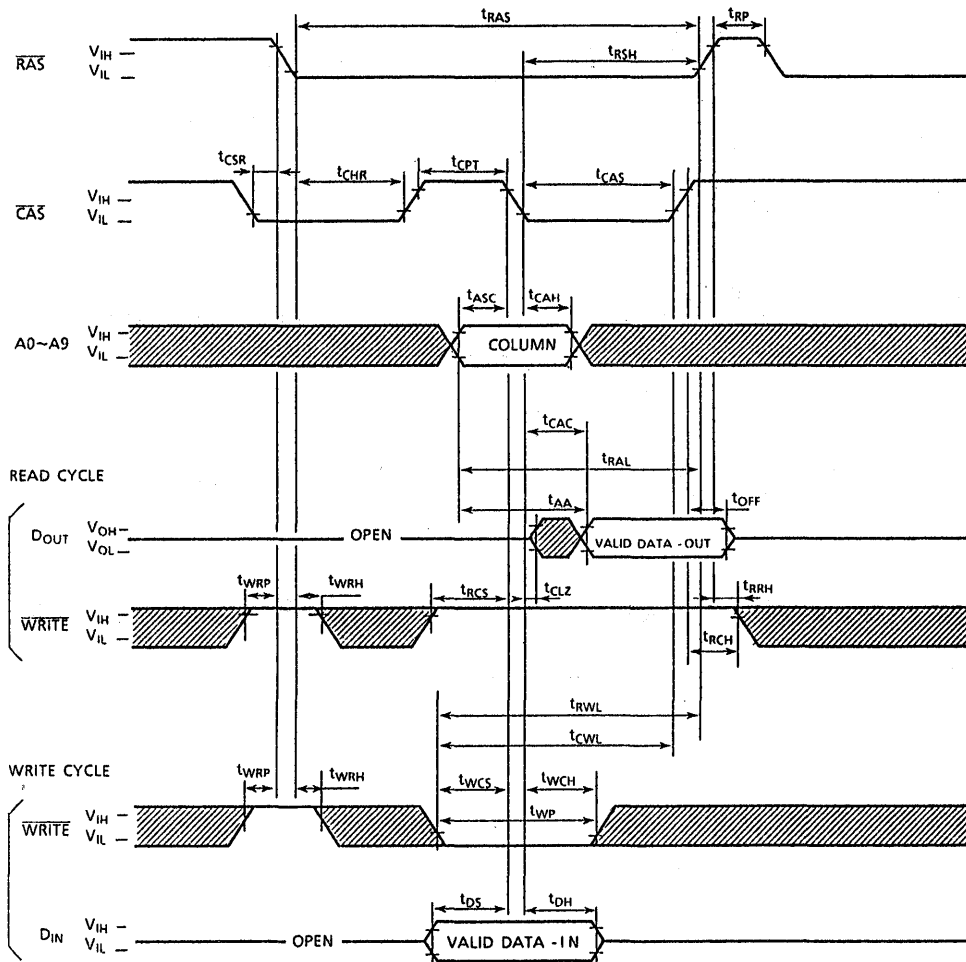 tRAS
tRP
VIH
RAS
VIL
tRSH
tCSR
tCHR
tCPT
tCAS
VIH
CAS
VIL
tASC
tCAH
VIH
A0~A9
VIL
COLUMN
tCAC
tRAL
READ CYCLE
tAA
tOFF
DOUT
VOH
VOL
OPEN
VALID DATA - OUT
tWRP
tWRH
tRCS
tCLZ
tRRH
WRITE
VIH
VIL
tRCH
tRWL
tCWL
WRITE CYCLE
tWRP
tWRH
tWCS
tWCH
WRITE
VIH
VIL
tWP
tDS
tDH
DIN
VIH
VIL
OPEN
VALID DATA - IN